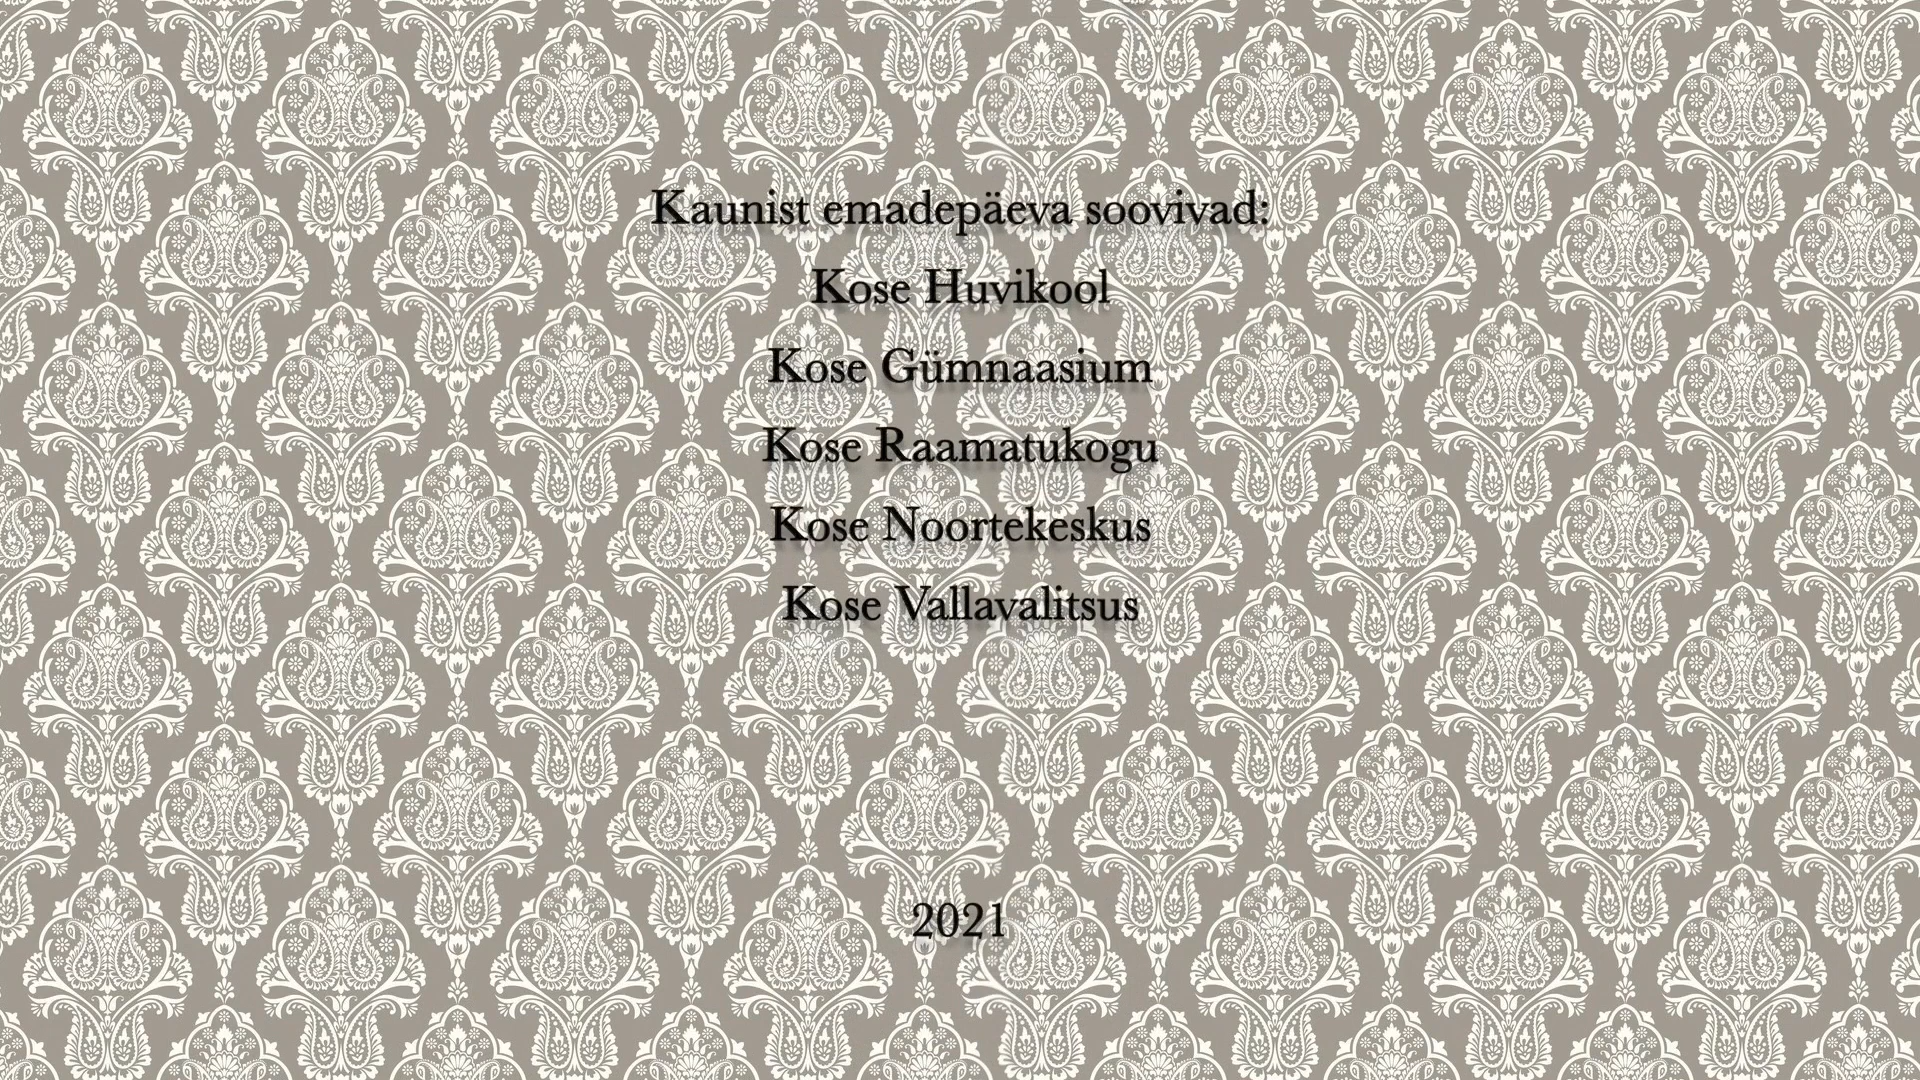 Kaunist emadepäeva soovivad:
Kose Huvikool
Kose Gümnaasium
Kose Raamatukogu
Kose Noortekeskus
Kose Vallavalitsus
2021